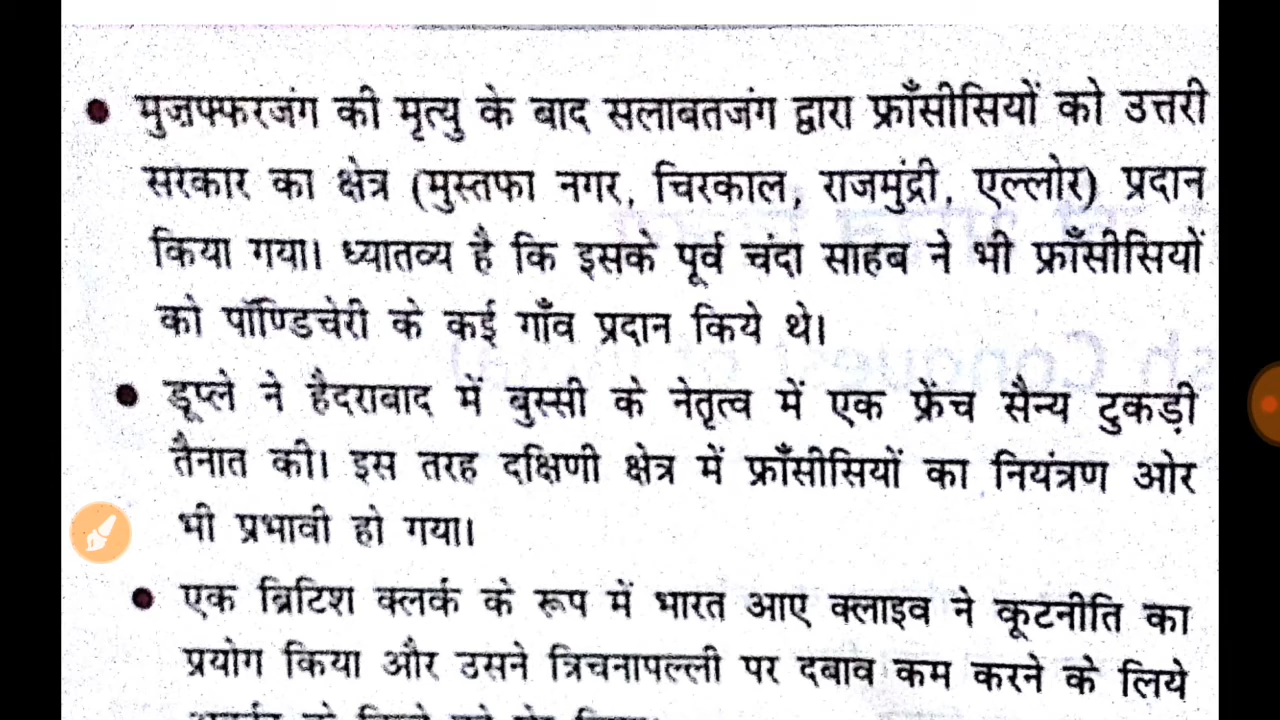 मुज़फ्फरजंग की मृत्यु के बाद सलाबतजंग द्वारा फ्राँसीसियों को उत्तरी
सरकार का क्षेत्र (मुस्तफा नगर, चिरकाल, राजमुंद्री, एल्लोर) प्रदान
किया गया। ध्यातव्य है कि इसके पूर्व चंदा साहब ने भी फ्राँसीसियों
को पॉण्डिचेरी के कई गाँव प्रदान किये थे।
डूप्ले ने हैदराबाद में बुस्सी के नेतृत्व में एक फ्रेंच सैन्य टुकड़ी
तैनात की। इस तरह दक्षिणी क्षेत्र में फ्राँसीसियों का नियंत्रण ओर
भी प्रभावी हो गया।
एक ब्रिटिश क्लर्क के रूप में भारत आए क्लाइव ने कूटनीति का
प्रयोग किया और उसने त्रिचनापल्ली पर दबाव कम करने के लिये